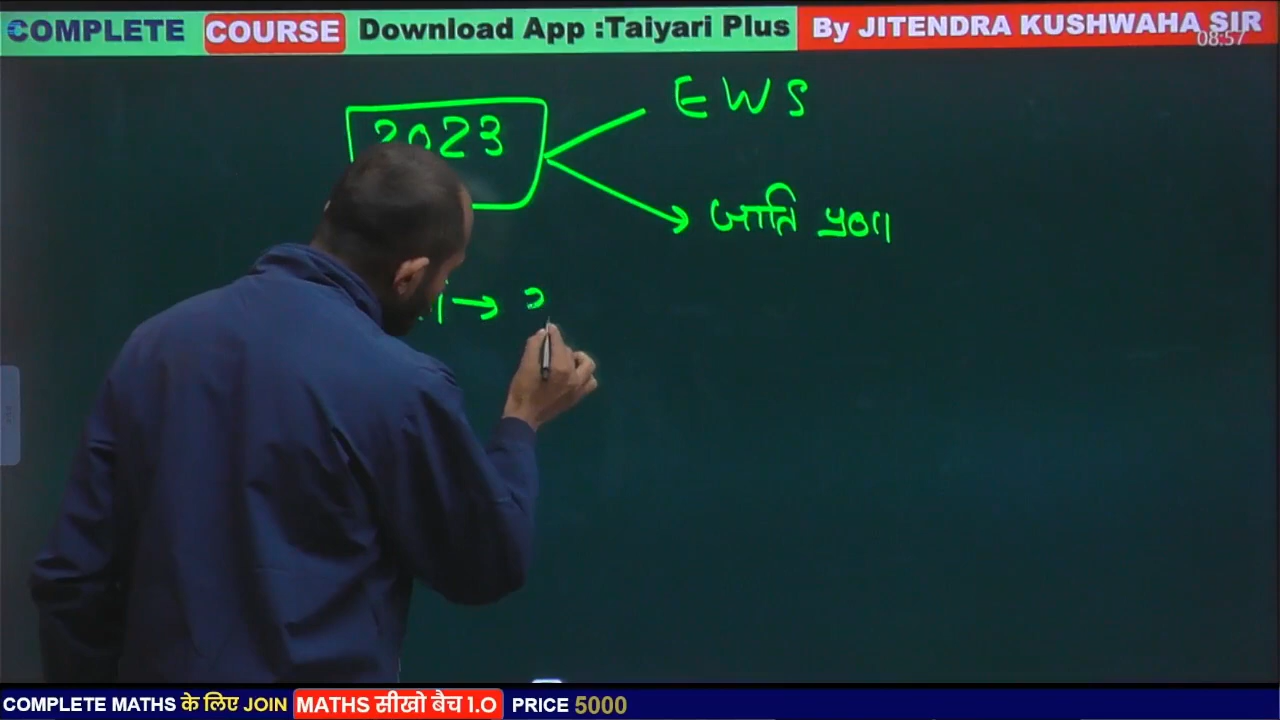 COMPLETE COURSE Download App :Taiyari Plus By JITENDRA KUSHWAHA SIR
08:57
2023
EWS
जाति प्रथा
COMPLETE MATHS के लिए JOIN MATHS सीखो बैच 1.O PRICE 5000